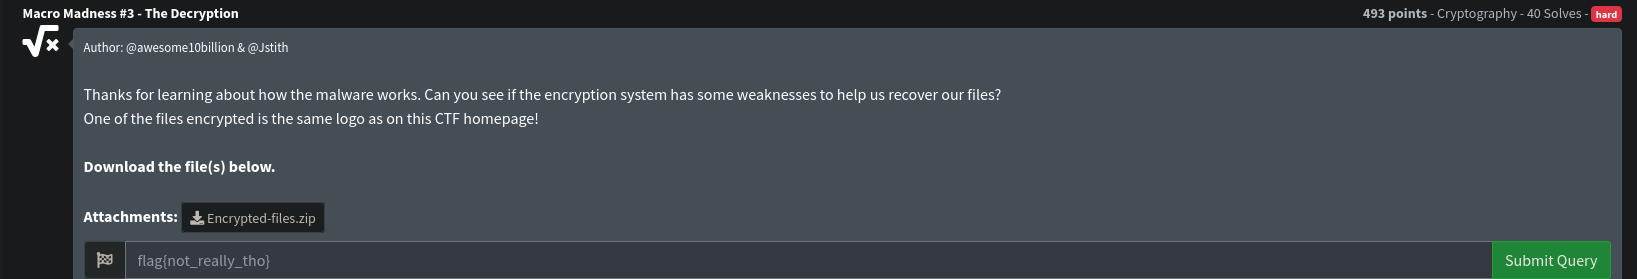 Macro Madness #3 - The Decryption
493 points - Cryptography - 40 Solves - hard
Author: @awesome10billion & @Jstith
Thanks for learning about how the malware works. Can you see if the encryption system has some weaknesses to help us recover our files?
One of the files encrypted is the same logo as on this CTF homepage!
Download the file(s) below.
Attachments: Encrypted-files.zip
flag{not_really_tho}
Submit Query